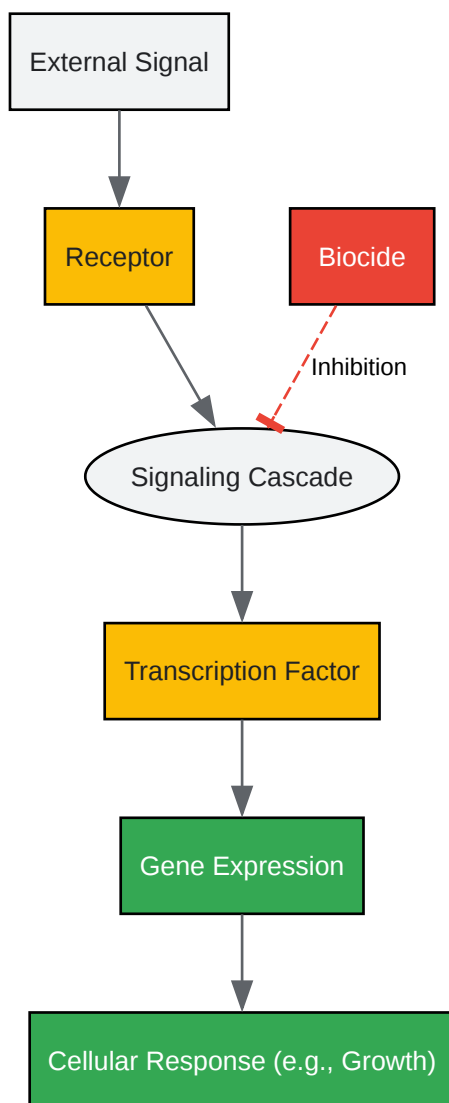 External Signal
Receptor
Biocide
Inhibition
Signaling Cascade
Transcription Factor
Gene Expression
Cellular Response (e.g., Growth)